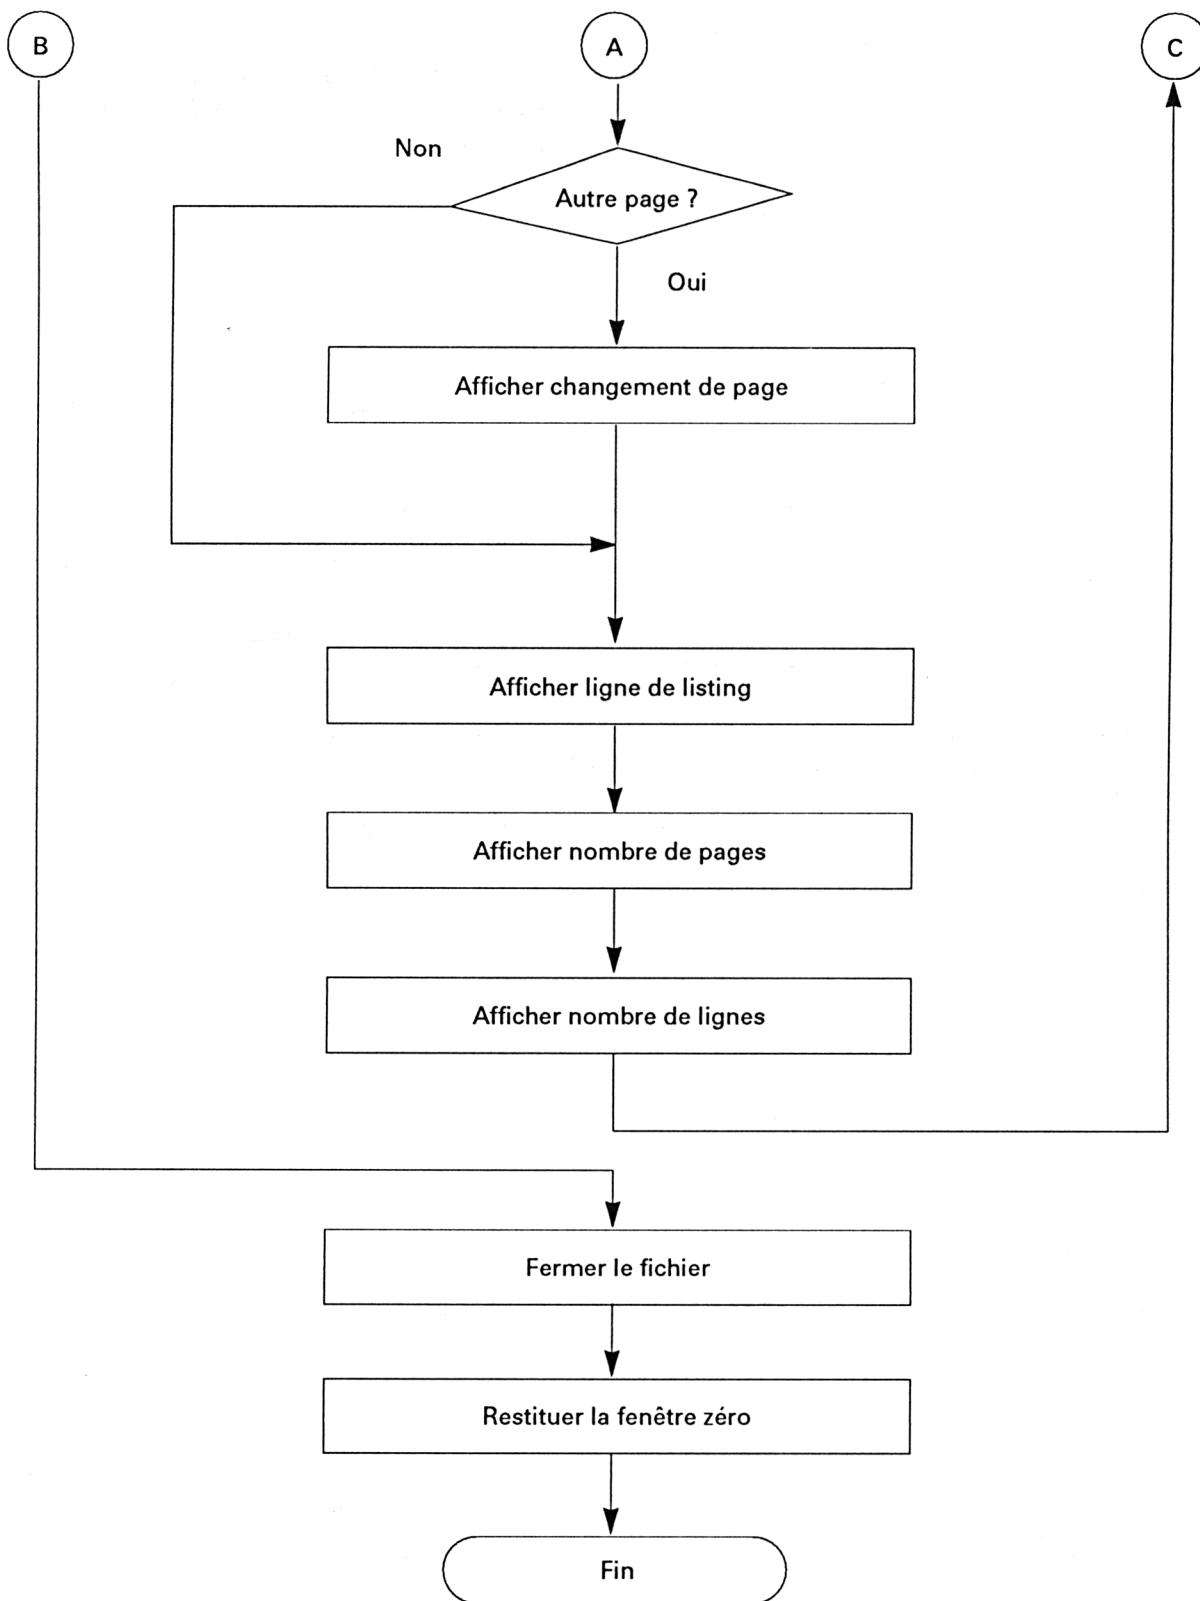 B
A
C
Non
Autre page ?
Oui
Afficher changement de page
Afficher ligne de listing
Afficher nombre de pages
Afficher nombre de lignes
Fermer le fichier
Restituer la fenêtre zéro
Fin